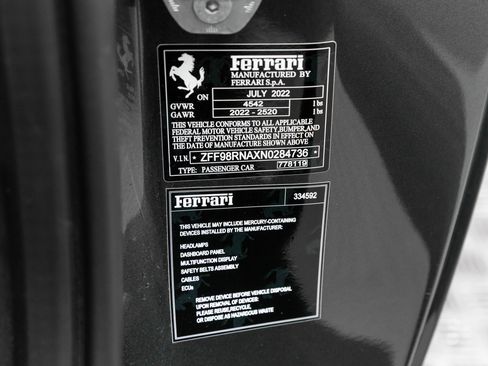 Ferrari
MANUFACTURED BY
FERRARI S.p.A.
ON JULY 2022
GVWR 4542 lbs
GAWR 2022 - 2520 lbs
THIS VEHICLE CONFORMS TO ALL APPLICABLE
FEDERAL MOTOR VEHICLE SAFETY, BUMPER, AND
THEFT PREVENTION STANDARDS IN EFFECT ON
THE DATE OF MANUFACTURE SHOWN ABOVE
V.I.N. * ZFF98RNAXN0284736 *
TYPE: PASSENGER CAR 778119
Ferrari 334592
THIS VEHICLE MAY INCLUDE MERCURY-CONTAINING
DEVICES INSTALLED BY THE MANUFACTURER:
HEADLAMPS
DASHBOARD PANEL
MULTIFUNCTION DISPLAY
SAFETY BELTS ASSEMBLY
CABLES
ECUs
REMOVE DEVICE BEFORE VEHICLE DISPOSAL
UPON REMOVAL OF DEVICES:
PLEASE REUSE,RECYCLE,
OR DISPOSE AS HAZARDOUS WASTE